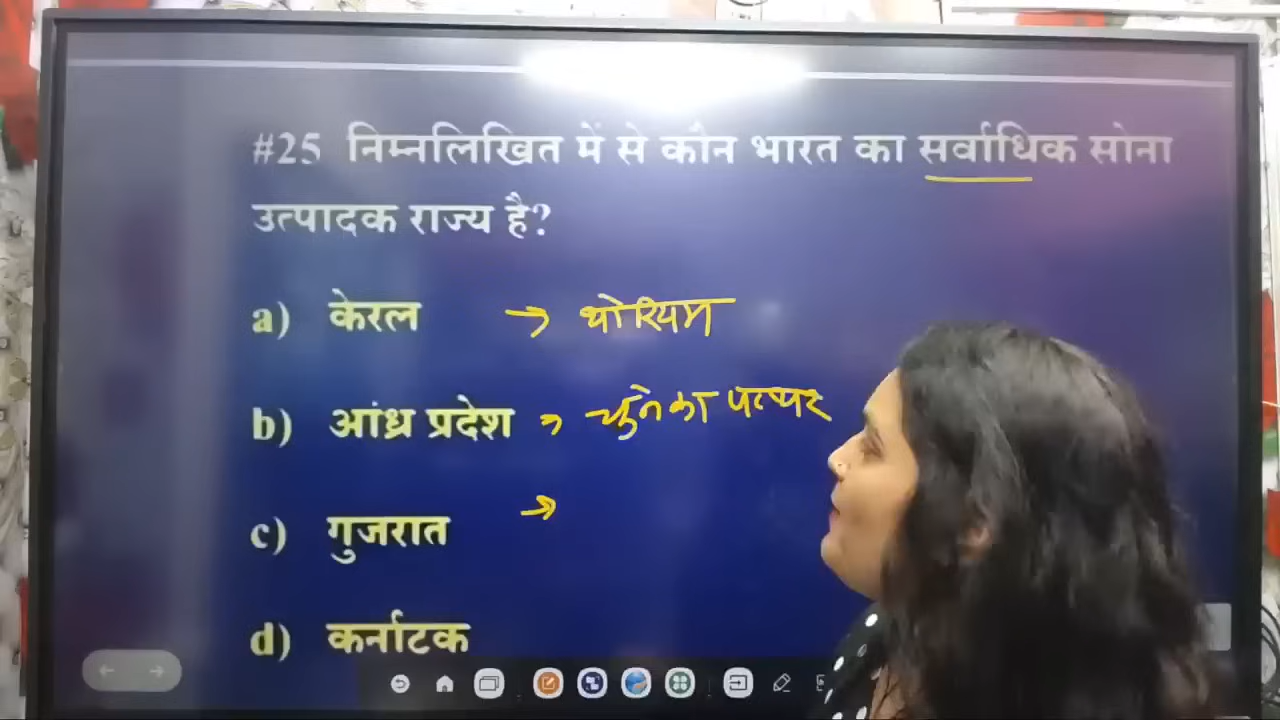 #25 निम्नलिखित में से कौन भारत का सर्वाधिक सोना
उत्पादक राज्य है?
a) केरल → थोरियम
b) आंध्र प्रदेश → चुने का पत्थर
c) गुजरात →
d) कर्नाटक